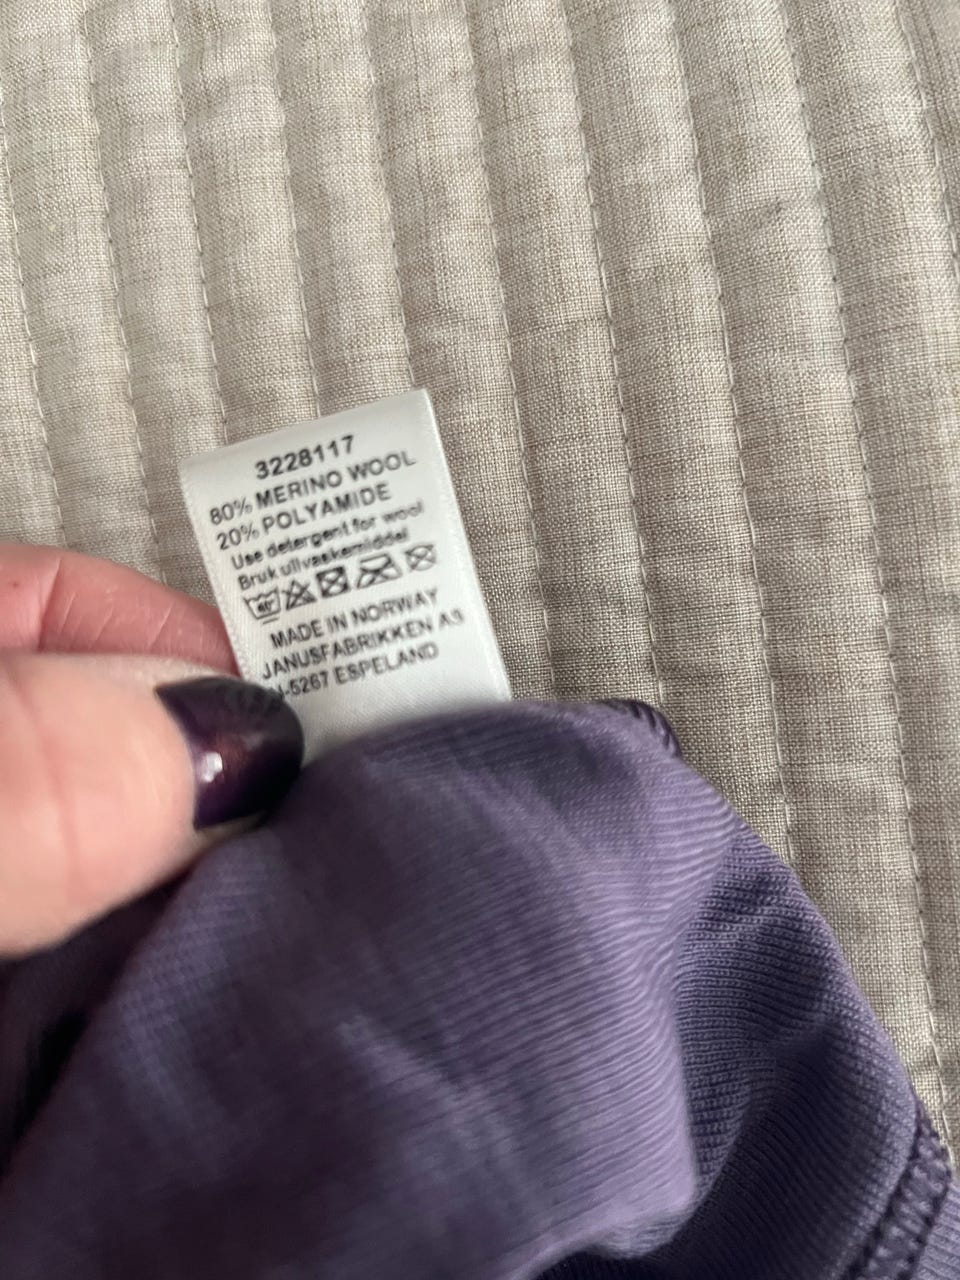 3228117
80% MERINO WOOL
20% POLYAMIDE
Use detergent for wool
Bruk ullvaskemiddel
40°
MADE IN NORWAY
JANUSFABRIKKEN AS
N-5267 ESPELAND